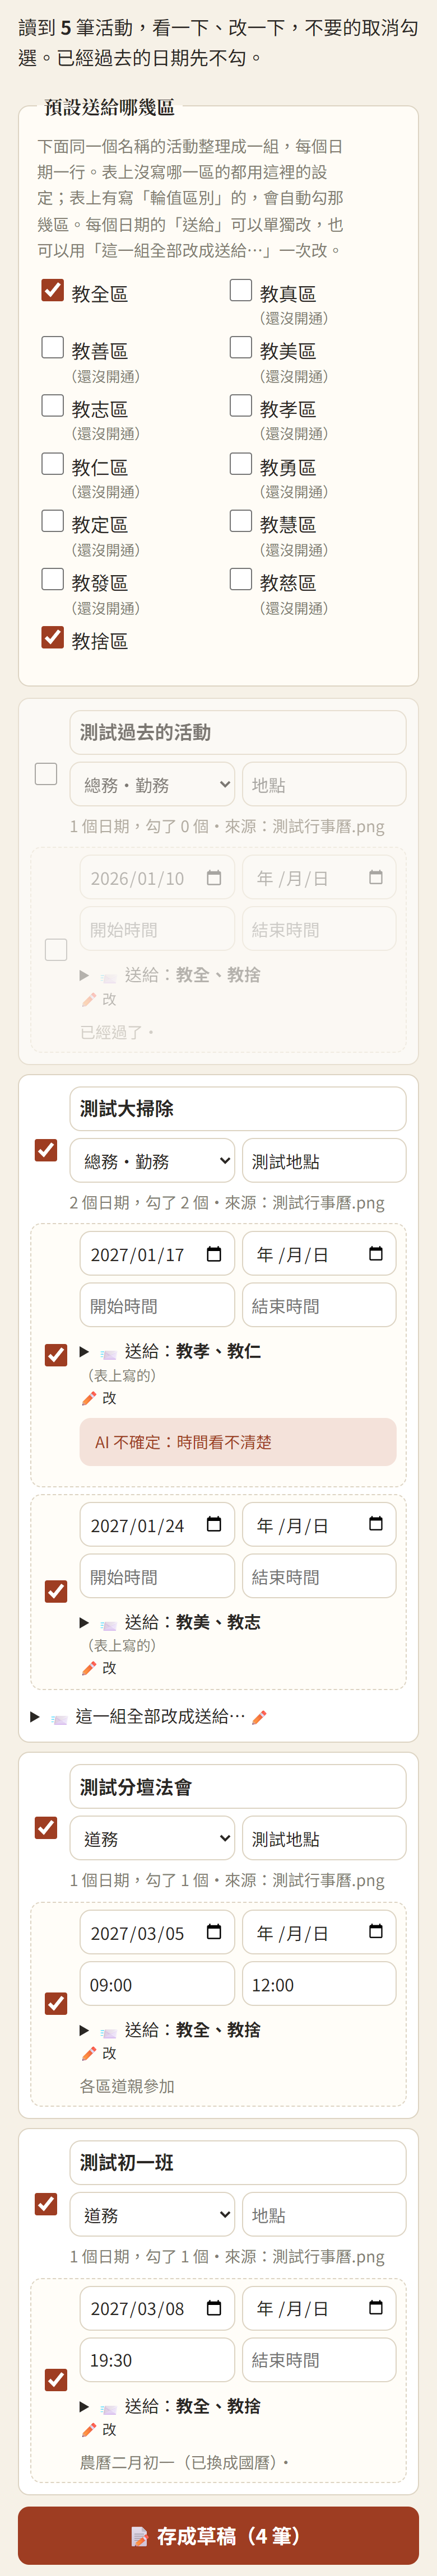 讀到 5 筆活動，看一下、改一下，不要的取消勾
選。已經過去的日期先不勾。
預設送給哪幾區
下面同一個名稱的活動整理成一組，每個日
期一行。表上沒寫哪一區的都用這裡的設
定；表上有寫「輪值區別」的，會自動勾那
幾區。每個日期的「送給」可以單獨改，也
可以用「這一組全部改成送給…」一次改。
教全區
教真區
（還沒開通）
教善區
（還沒開通）
教美區
（還沒開通）
教志區
（還沒開通）
教孝區
（還沒開通）
教仁區
（還沒開通）
教勇區
（還沒開通）
教定區
（還沒開通）
教慧區
（還沒開通）
教發區
（還沒開通）
教慈區
（還沒開通）
教捨區
測試過去的活動
總務・勤務 地點
1 個日期，勾了 0 個・來源：測試行事曆.png
2026/01/10 年 /月/日
開始時間 結束時間
送給：教全、教捨
改
已經過了・
測試大掃除
總務・勤務 測試地點
2 個日期，勾了 2 個・來源：測試行事曆.png
2027/01/17 年 /月/日
開始時間 結束時間
送給：教孝、教仁
（表上寫的）
改
AI 不確定：時間看不清楚
2027/01/24 年 /月/日
開始時間 結束時間
送給：教美、教志
（表上寫的）
改
這一組全部改成送給…
測試分壇法會
道務 測試地點
1 個日期，勾了 1 個・來源：測試行事曆.png
2027/03/05 年 /月/日
09:00 12:00
送給：教全、教捨
改
各區道親參加
測試初一班
道務 地點
1 個日期，勾了 1 個・來源：測試行事曆.png
2027/03/08 年 /月/日
19:30 結束時間
送給：教全、教捨
改
農曆二月初一（已換成國曆）・
存成草稿（4 筆）